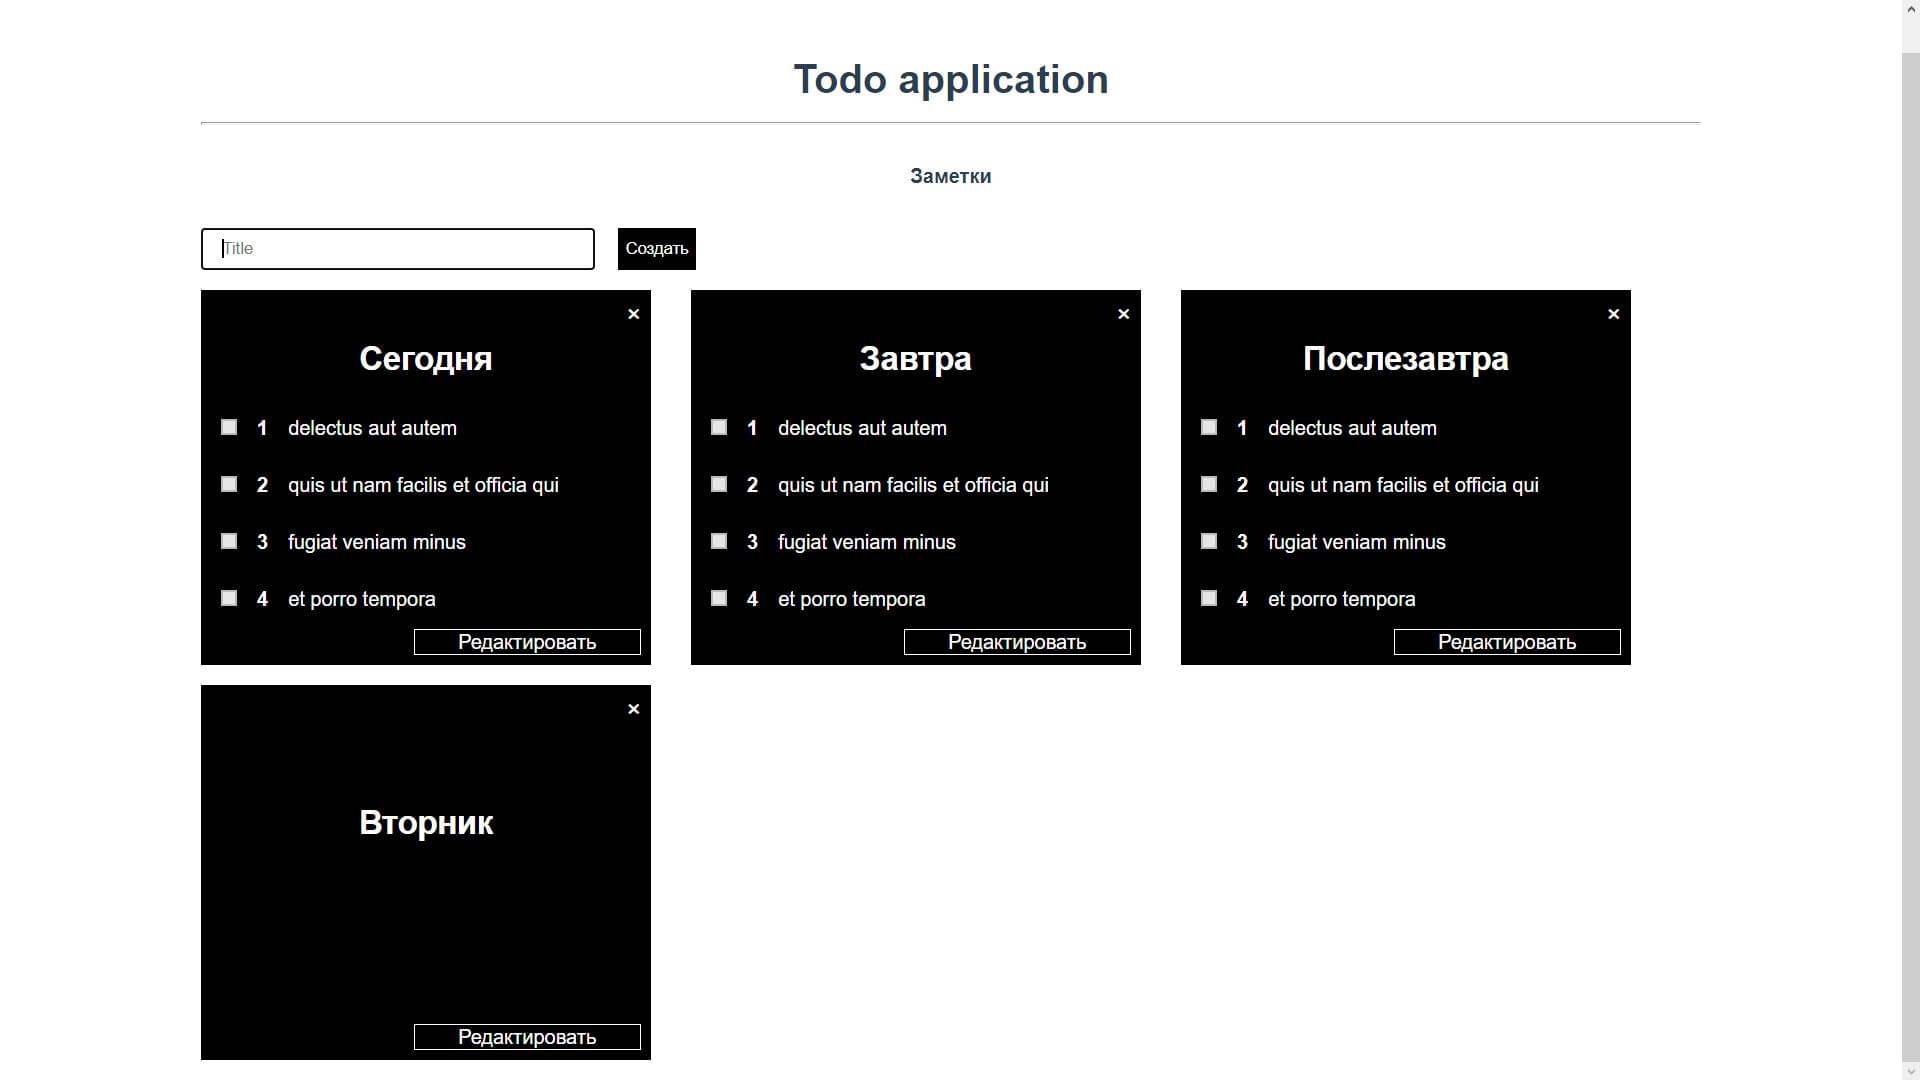 Todo application
Заметки
Title
Создать
×
Сегодня
1 delectus aut autem
2 quis ut nam facilis et officia qui
3 fugiat veniam minus
4 et porro tempora
Редактировать
×
Завтра
1 delectus aut autem
2 quis ut nam facilis et officia qui
3 fugiat veniam minus
4 et porro tempora
Редактировать
×
Послезавтра
1 delectus aut autem
2 quis ut nam facilis et officia qui
3 fugiat veniam minus
4 et porro tempora
Редактировать
×
Вторник
Редактировать